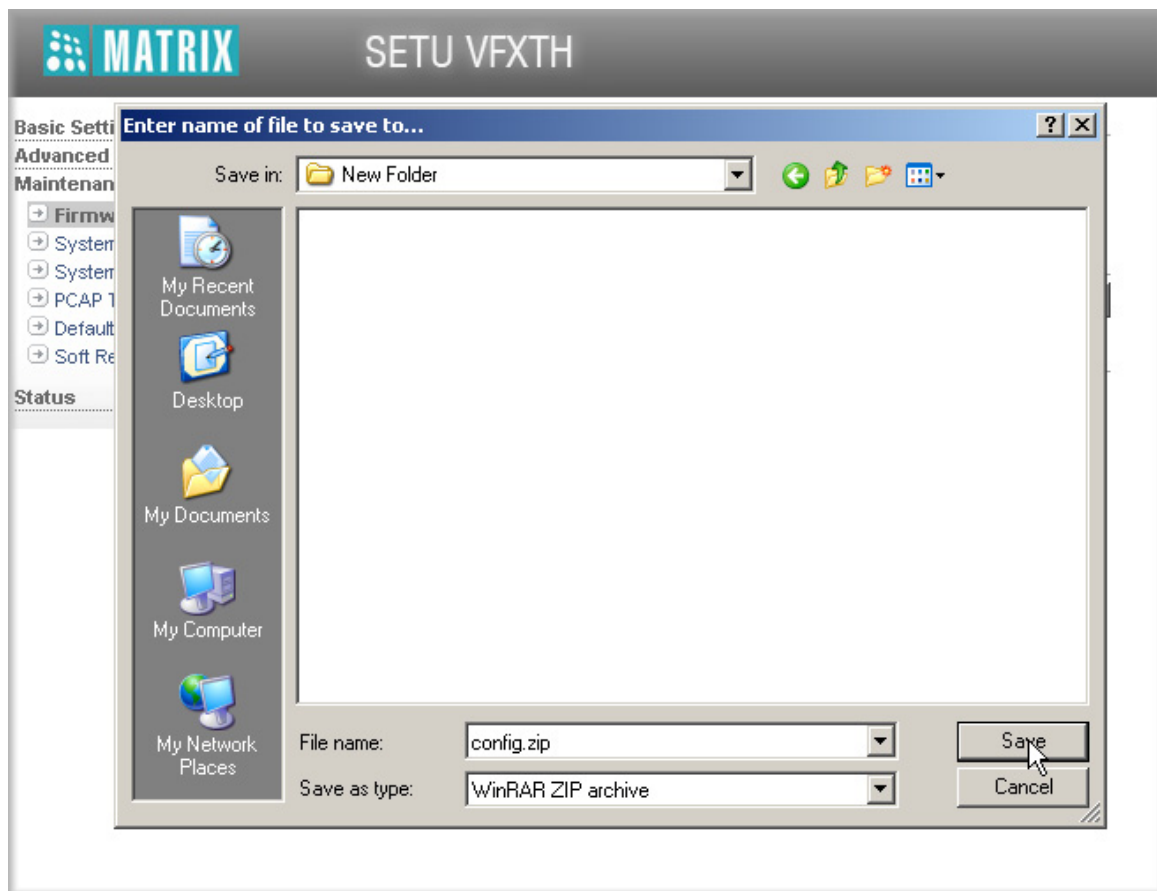 MATRIX
SETU VFXTH
Basic Setti
Advanced
Maintenan
Firmw
System
System
PCAP T
Default
Soft Re
Status
Enter name of file to save to...
Save in:
New Folder
My Recent
Documents
Desktop
My Documents
My Computer
My Network
Places
File name:
config.zip
Save
Save as type:
WinRAR ZIP archive
Cancel